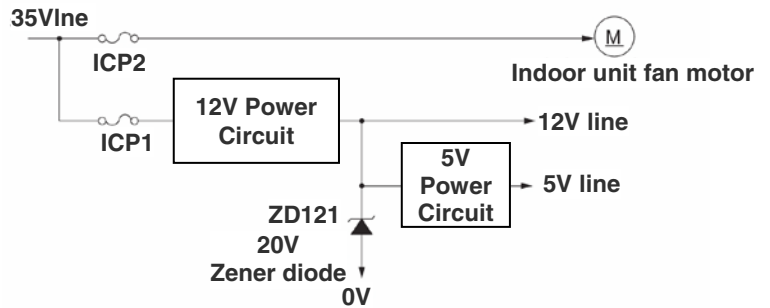 35VIne
ICP2
M
Indoor unit fan motor
ICP1
12V Power
Circuit
12V line
5V
Power
Circuit
5V line
ZD121
20V
Zener diode
0V